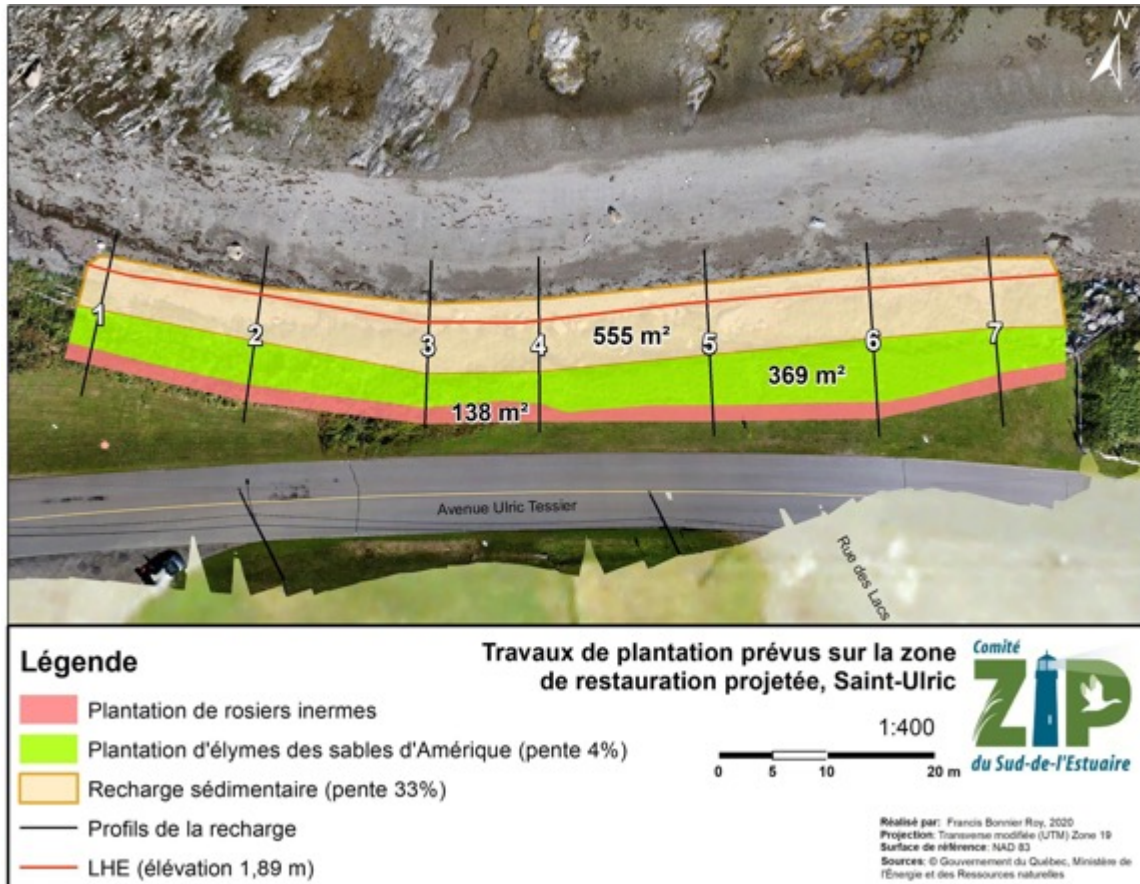 N
1
2
3
4
5
6
7
555 m²
369 m²
138 m²
Avenue Ulric Tessier
Rue des Lacs
Légende
Plantation de rosiers inermes
Plantation d'élymes des sables d'Amérique (pente 4%)
Recharge sédimentaire (pente 33%)
Profils de la recharge
LHE (élévation 1,89 m)
Travaux de plantation prévus sur la zone
de restauration projetée, Saint-Ulric
1:400
0 5 10 20 m
Comité
ZIP
du Sud-de-l'Estuaire
Réalisé par: Francis Bonnier Roy, 2020
Projection: Transverse modifiée (UTM) Zone 19
Surface de référence: NAD 83
Sources: © Gouvernement du Québec, Ministère de
l'Énergie et des Ressources naturelles